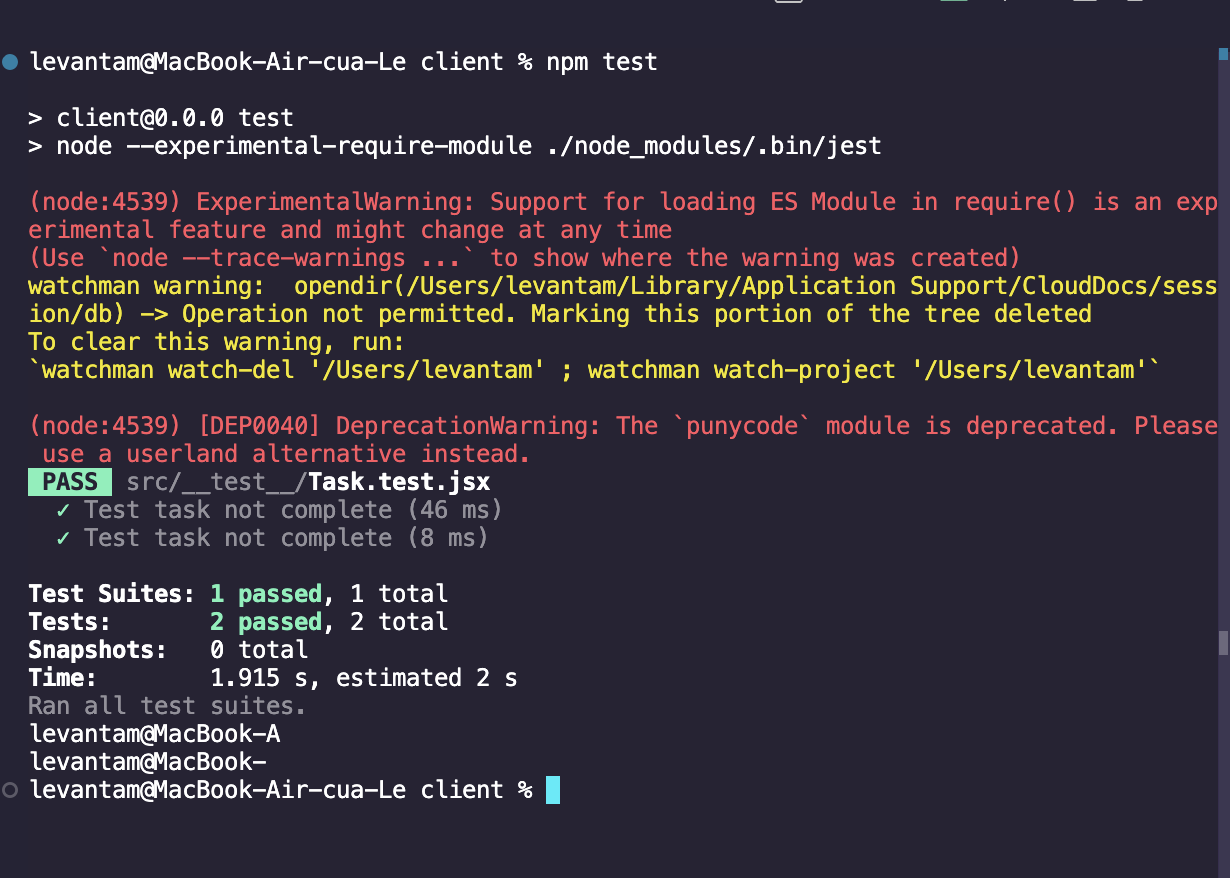 levantam@MacBook-Air-cua-Le client % npm test
> client@0.0.0 test
> node --experimental-require-module ./node_modules/.bin/jest
(node:4539) ExperimentalWarning: Support for loading ES Module in require() is an exp
erimental feature and might change at any time
(Use `node --trace-warnings ...` to show where the warning was created)
watchman warning:  opendir(/Users/levantam/Library/Application Support/CloudDocs/sess
ion/db) -> Operation not permitted. Marking this portion of the tree deleted
To clear this warning, run:
`watchman watch-del '/Users/levantam' ; watchman watch-project '/Users/levantam'`
(node:4539) [DEP0040] DeprecationWarning: The `punycode` module is deprecated. Please
 use a userland alternative instead.
PASS src/__test__/Task.test.jsx
✓ Test task not complete (46 ms)
✓ Test task not complete (8 ms)
Test Suites: 1 passed, 1 total
Tests:       2 passed, 2 total
Snapshots:   0 total
Time:        1.915 s, estimated 2 s
Ran all test suites.
levantam@MacBook-A
levantam@MacBook-
levantam@MacBook-Air-cua-Le client %